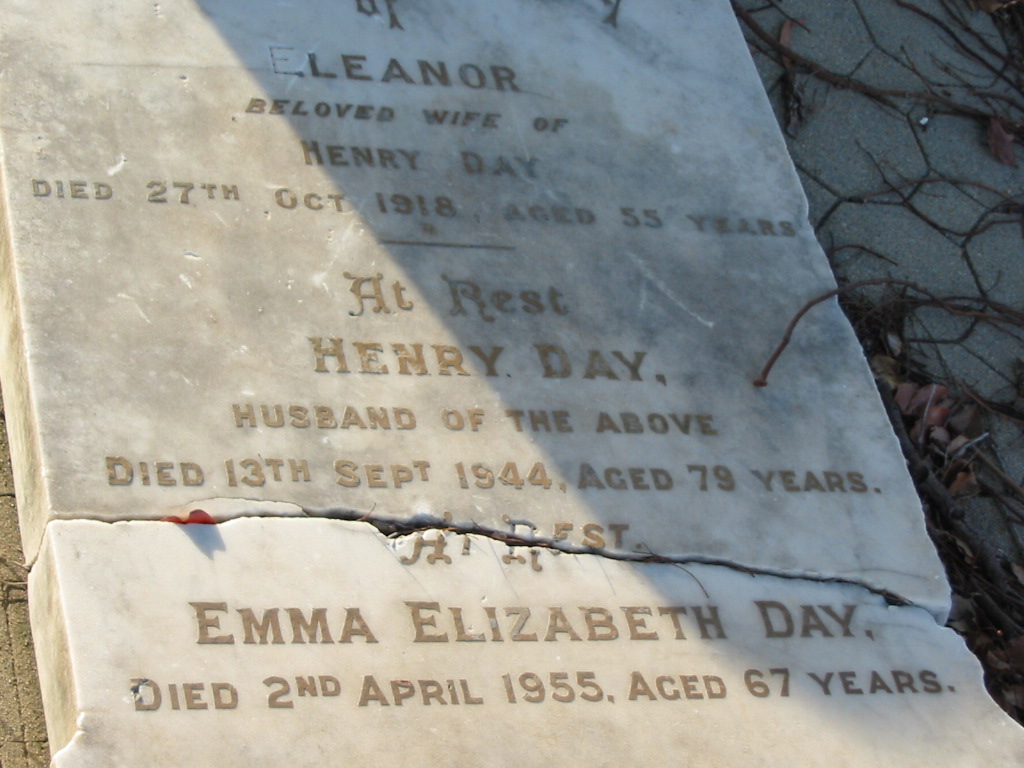 ELEANOR
BELOVED WIFE OF
HENRY DAY
DIED 27TH OCT 1918, AGED 55 YEARS
At Rest
HENRY DAY,
HUSBAND OF THE ABOVE
DIED 13TH SEPT 1944, AGED 79 YEARS.
At REST.
EMMA ELIZABETH DAY,
DIED 2ND APRIL 1955, AGED 67 YEARS.